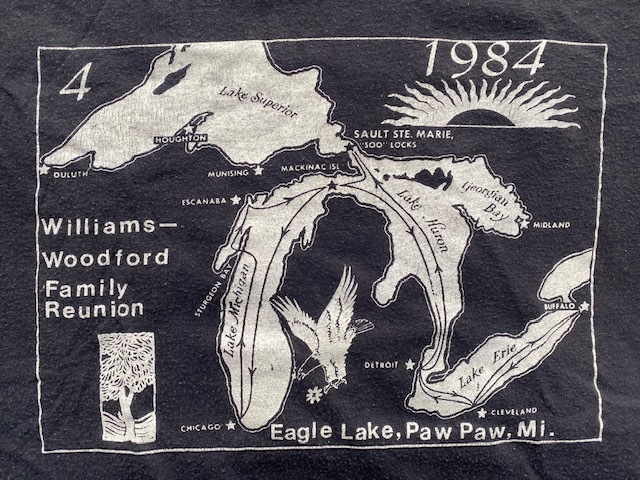 4
1984
Lake Superior
HOUGHTON
SAULT STE. MARIE,
"SOO" LOCKS
DULUTH
MUNISING
MACKINAC ISL
ESCANABA
Georgian
Bay
Lake Huron
MIDLAND
Williams-
Woodford
Family
Reunion
STURGEON BAY
Lake Michigan
BUFFALO
DETROIT
Lake Erie
CHICAGO
CLEVELAND
Eagle Lake, Paw Paw, Mi.